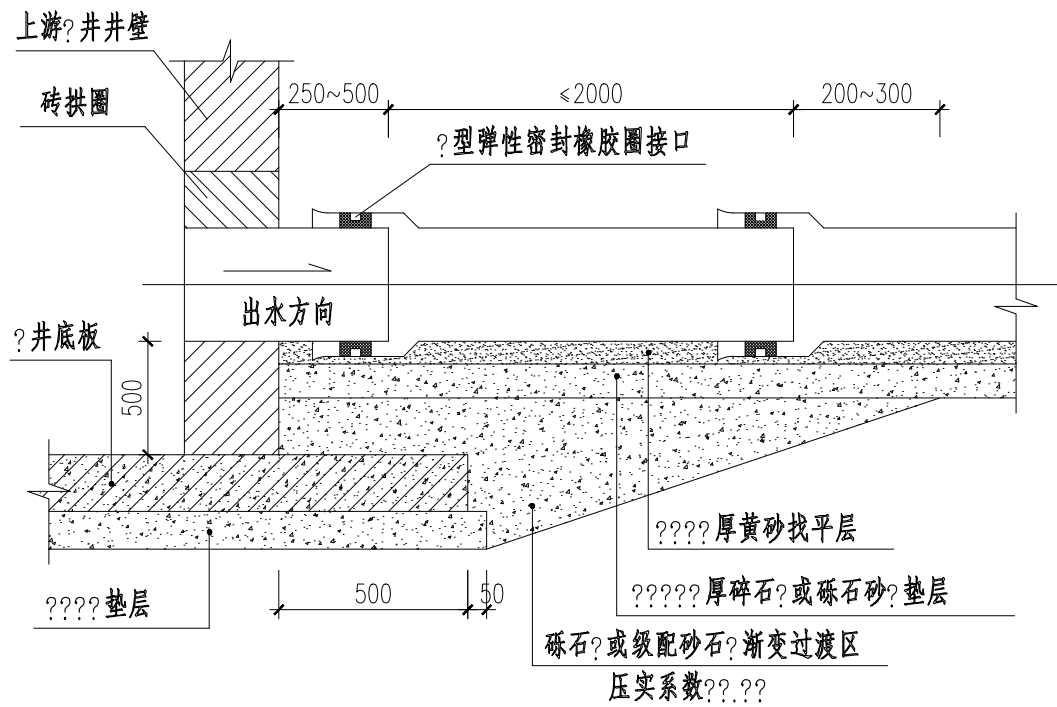 上游?井井壁
砖拱圈
250~500
≤2000
200~300
?型弹性密封橡胶圈接口
出水方向
?井底板
500
????厚黄砂找平层
?????厚碎石?或砾石砂?垫层
500
50
????垫层
砾石?或级配砂石?渐变过渡区
压实系数??.??